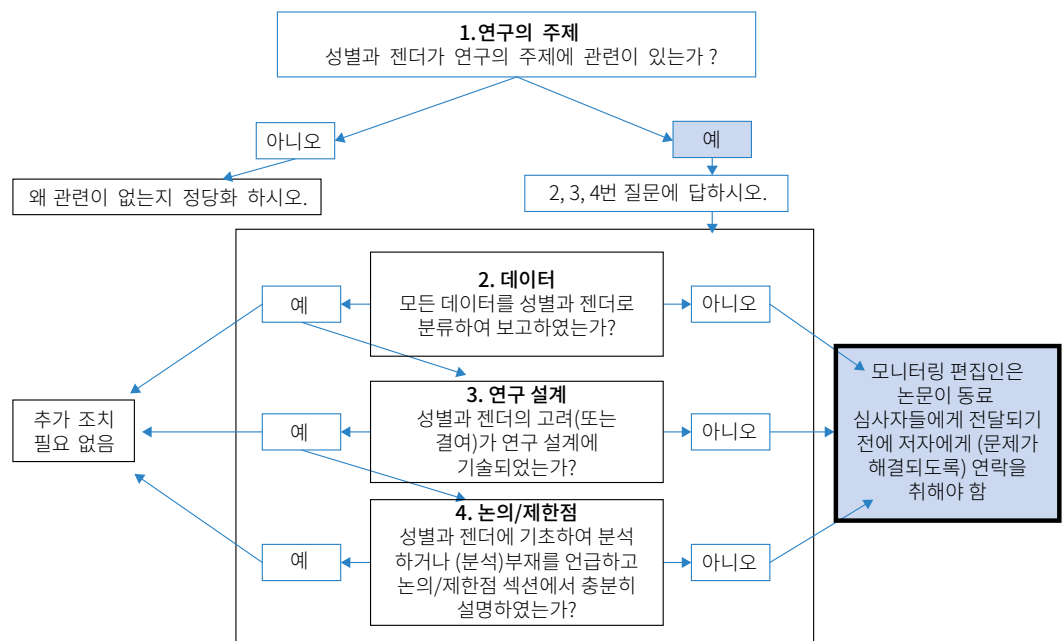 1.연구의 주제
성별과 젠더가 연구의 주제에 관련이 있는가 ?
아니오
예
왜 관련이 없는지 정당화 하시오.
2, 3, 4번 질문에 답하시오.
2. 데이터
모든 데이터를 성별과 젠더로
분류하여 보고하였는가?
예
아니오
3. 연구 설계
성별과 젠더의 고려(또는
결여)가 연구 설계에
기술되었는가?
예
아니오
추가 조치
필요 없음
모니터링 편집인은
논문이 동료
심사자들에게 전달되기
전에 저자에게 (문제가
해결되도록) 연락을
취해야 함
4. 논의/제한점
성별과 젠더에 기초하여 분석
하거나 (분석)부재를 언급하고
논의/제한점 섹션에서 충분히
설명하였는가?
예
아니오